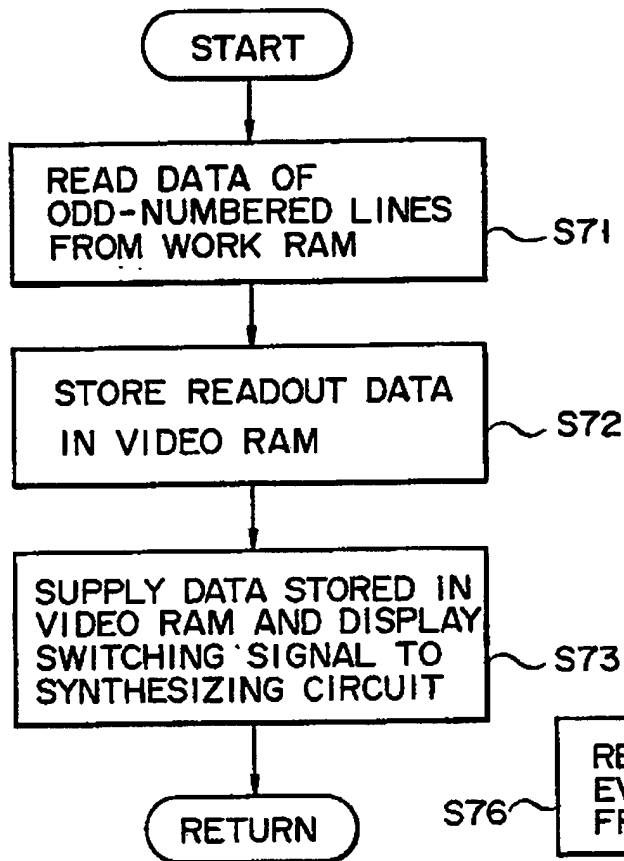 START
READ DATA OF
ODD-NUMBERED LINES
FROM WORK RAM
S71
STORE READOUT DATA
IN VIDEO RAM
S72
SUPPLY DATA STORED IN
VIDEO RAM AND DISPLAY
SWITCHING SIGNAL TO
SYNTHESIZING CIRCUIT
S73
RETURN
S76